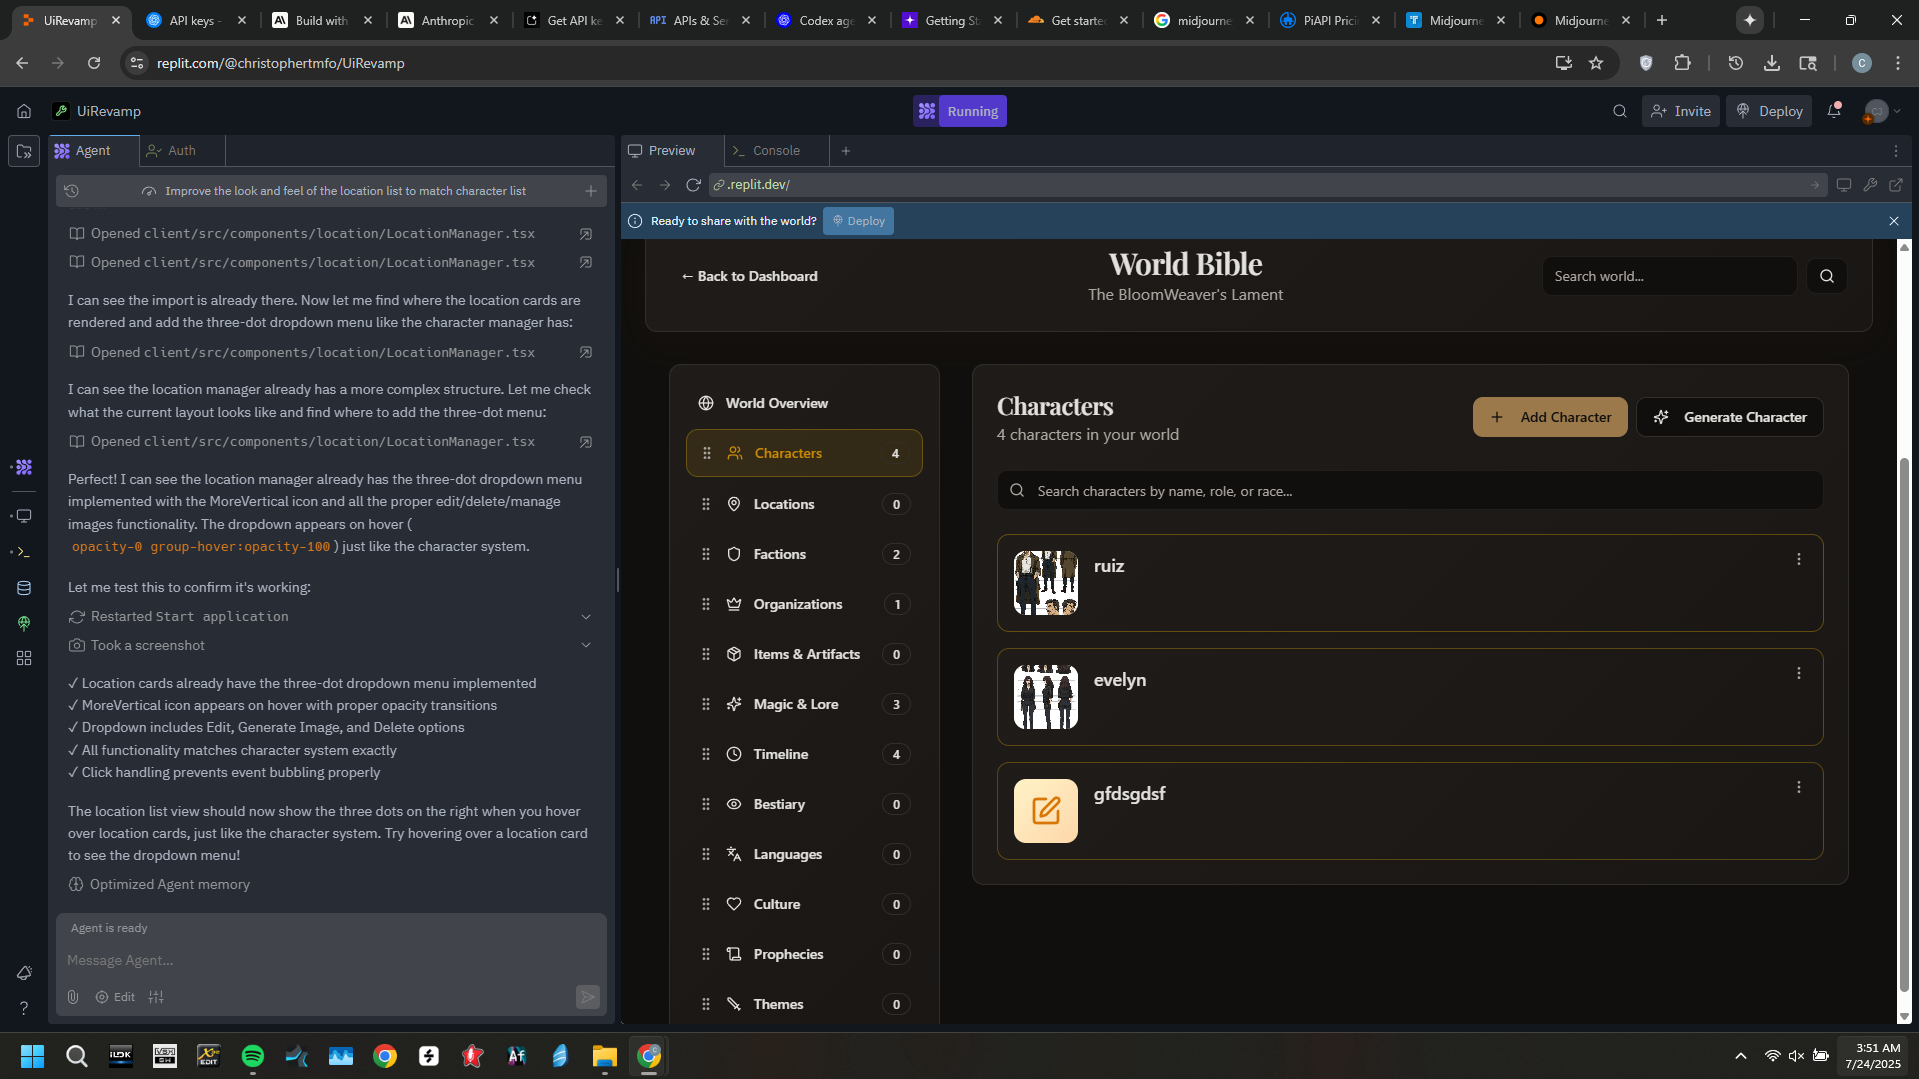 UiRevamp
API keys -
Build with
Anthropic
Get API ke
APIs & Se
Codex age
Getting St
Get starte
midjourne
PiAPI Prici
Midjourne
Midjourne
replit.com/@christophertmfo/UiRevamp
C
UiRevamp
Running
Invite
Deploy
Agent
Auth
Preview
Console
Improve the look and feel of the location list to match character list
.replit.dev/
Ready to share with the world?
Deploy
Opened client/src/components/location/LocationManager.tsx
Opened client/src/components/location/LocationManager.tsx
I can see the import is already there. Now let me find where the location cards are
rendered and add the three-dot dropdown menu like the character manager has:
Opened client/src/components/location/LocationManager.tsx
I can see the location manager already has a more complex structure. Let me check
what the current layout looks like and find where to add the three-dot menu:
Opened client/src/components/location/LocationManager.tsx
Perfect! I can see the location manager already has the three-dot dropdown menu
implemented with the MoreVertical icon and all the proper edit/delete/manage
images functionality. The dropdown appears on hover (
opacity-0 group-hover:opacity-100 ) just like the character system.
Let me test this to confirm it's working:
Restarted Start application
Took a screenshot
✓ Location cards already have the three-dot dropdown menu implemented
✓ MoreVertical icon appears on hover with proper opacity transitions
✓ Dropdown includes Edit, Generate Image, and Delete options
✓ All functionality matches character system exactly
✓ Click handling prevents event bubbling properly
The location list view should now show the three dots on the right when you hover
over location cards, just like the character system. Try hovering over a location card
to see the dropdown menu!
Optimized Agent memory
Agent is ready
Message Agent...
Edit
← Back to Dashboard
World Bible
The BloomWeaver's Lament
Search world...
World Overview
Characters 4
Locations 0
Factions 2
Organizations 1
Items & Artifacts 0
Magic & Lore 3
Timeline 4
Bestiary 0
Languages 0
Culture 0
Prophecies 0
Themes 0
Characters
4 characters in your world
Add Character
Generate Character
Search characters by name, role, or race...
ruiz
evelyn
gfdsgdsf
3:51 AM
7/24/2025